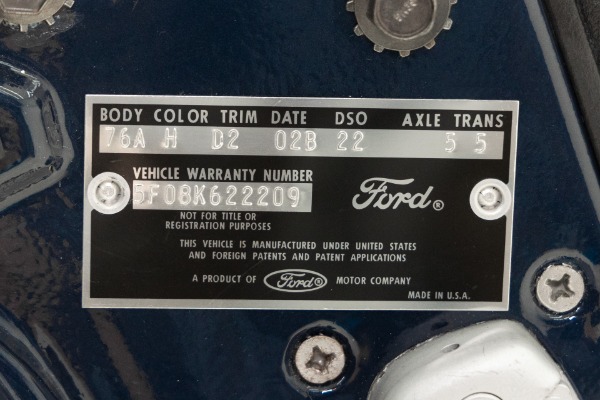 BODY COLOR TRIM DATE DSO AXLE TRANS
76A H D2 02B 22 5 5
VEHICLE WARRANTY NUMBER
5F08K622209
Ford®
NOT FOR TITLE OR
REGISTRATION PURPOSES
THIS VEHICLE IS MANUFACTURED UNDER UNITED STATES
AND FOREIGN PATENTS AND PATENT APPLICATIONS
A PRODUCT OF Ford® MOTOR COMPANY
MADE IN U.S.A.